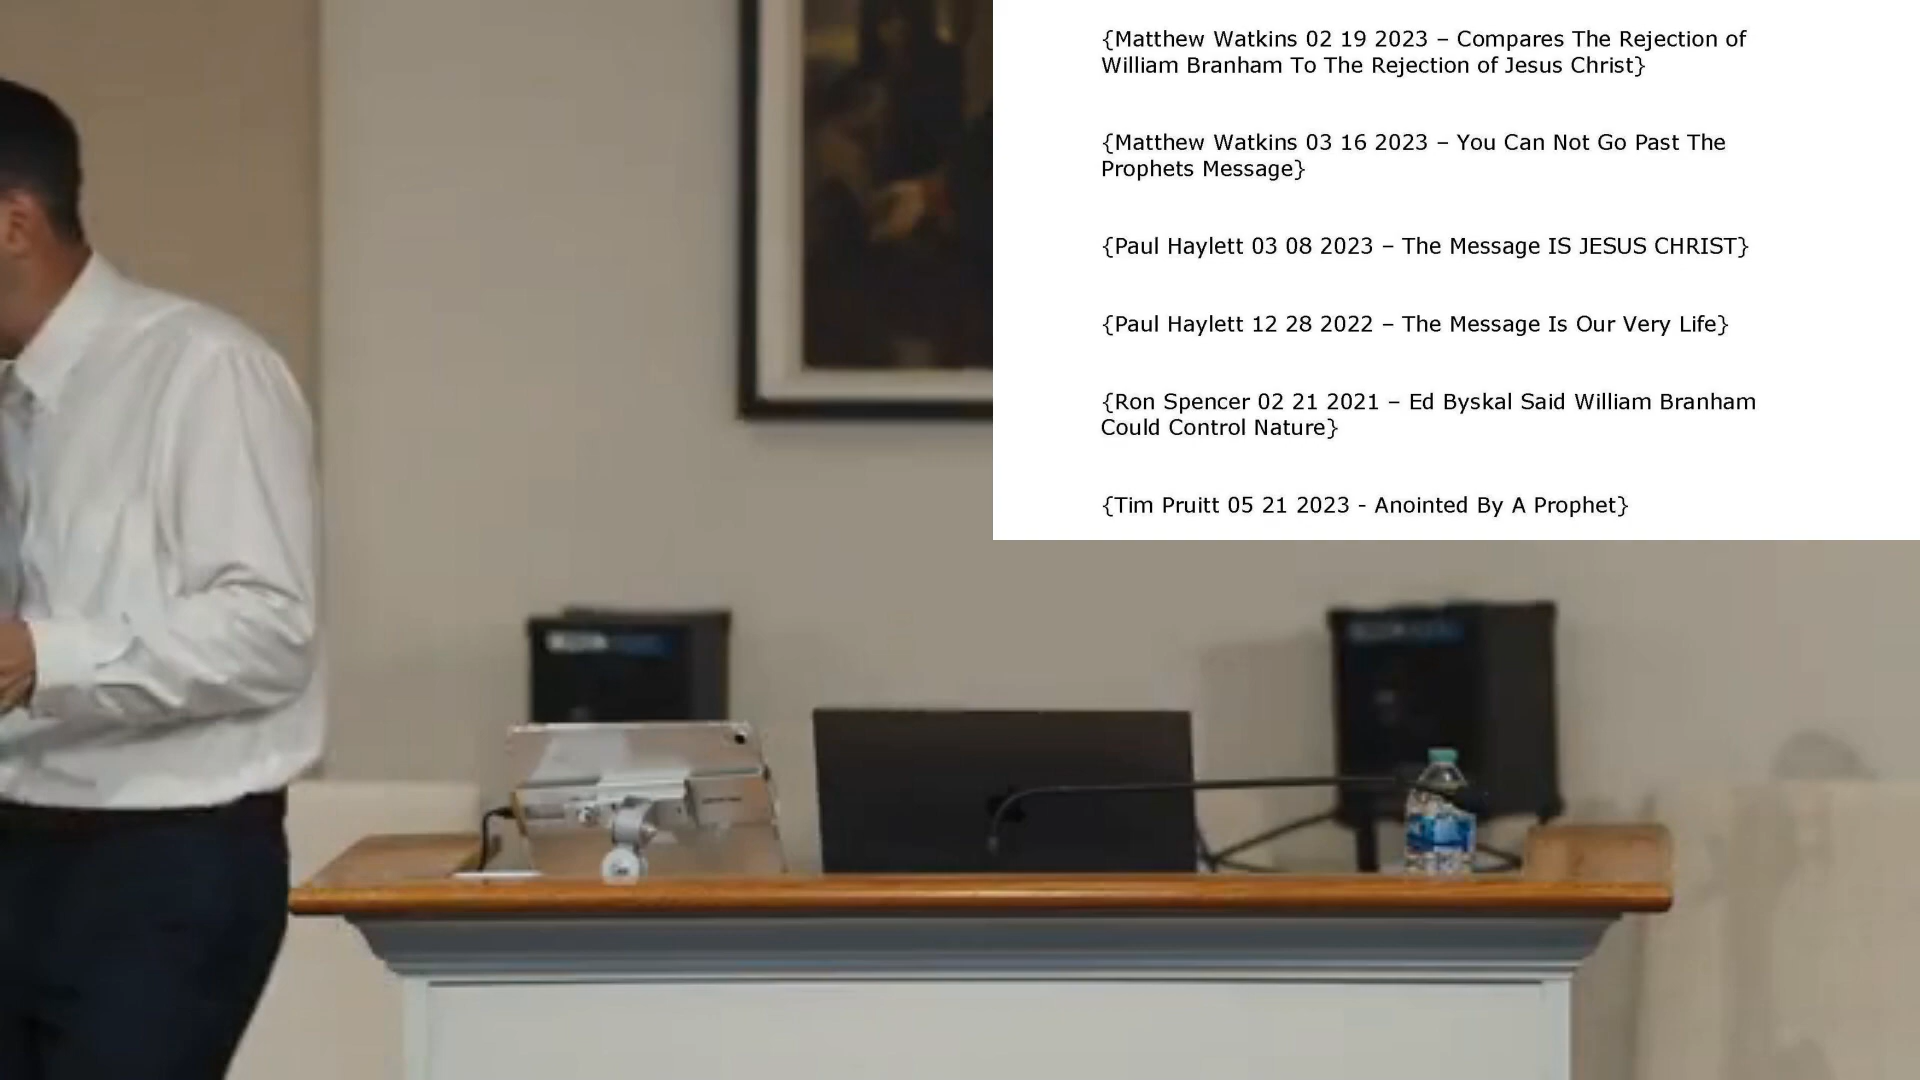 {Matthew Watkins 02 19 2023 – Compares The Rejection of
William Branham To The Rejection of Jesus Christ}
{Matthew Watkins 03 16 2023 – You Can Not Go Past The
Prophets Message}
{Paul Haylett 03 08 2023 – The Message IS JESUS CHRIST}
{Paul Haylett 12 28 2022 – The Message Is Our Very Life}
{Ron Spencer 02 21 2021 – Ed Byskal Said William Branham
Could Control Nature}
{Tim Pruitt 05 21 2023 - Anointed By A Prophet}